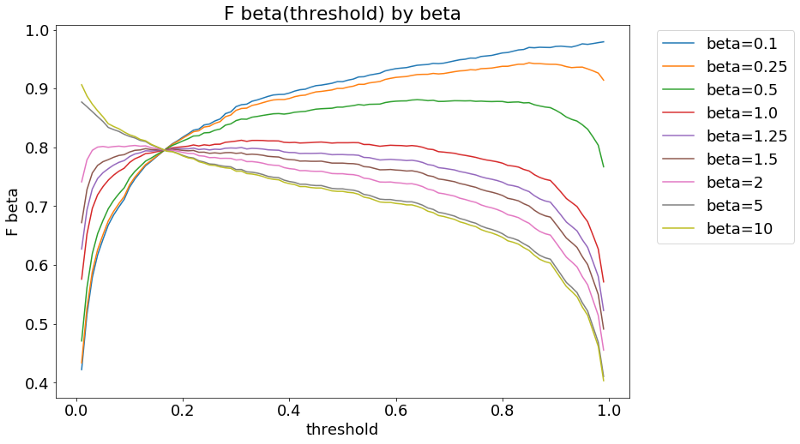 F beta(threshold) by beta
F beta
1.0
0.9
0.8
0.7
0.6
0.5
0.4
0.0 0.2 0.4 0.6 0.8 1.0
threshold
beta=0.1
beta=0.25
beta=0.5
beta=1.0
beta=1.25
beta=1.5
beta=2
beta=5
beta=10